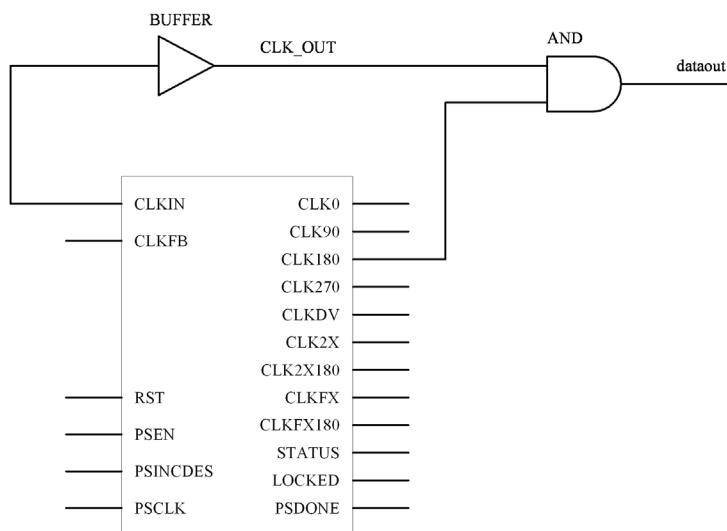 BUFFER
CLK_OUT
AND
dataout
CLKIN
CLKFB
RST
PSEN
PSINCDES
PSCLK
CLK0
CLK90
CLK180
CLK270
CLKDV
CLK2X
CLK2X180
CLKFX
CLKFX180
STATUS
LOCKED
PSDONE